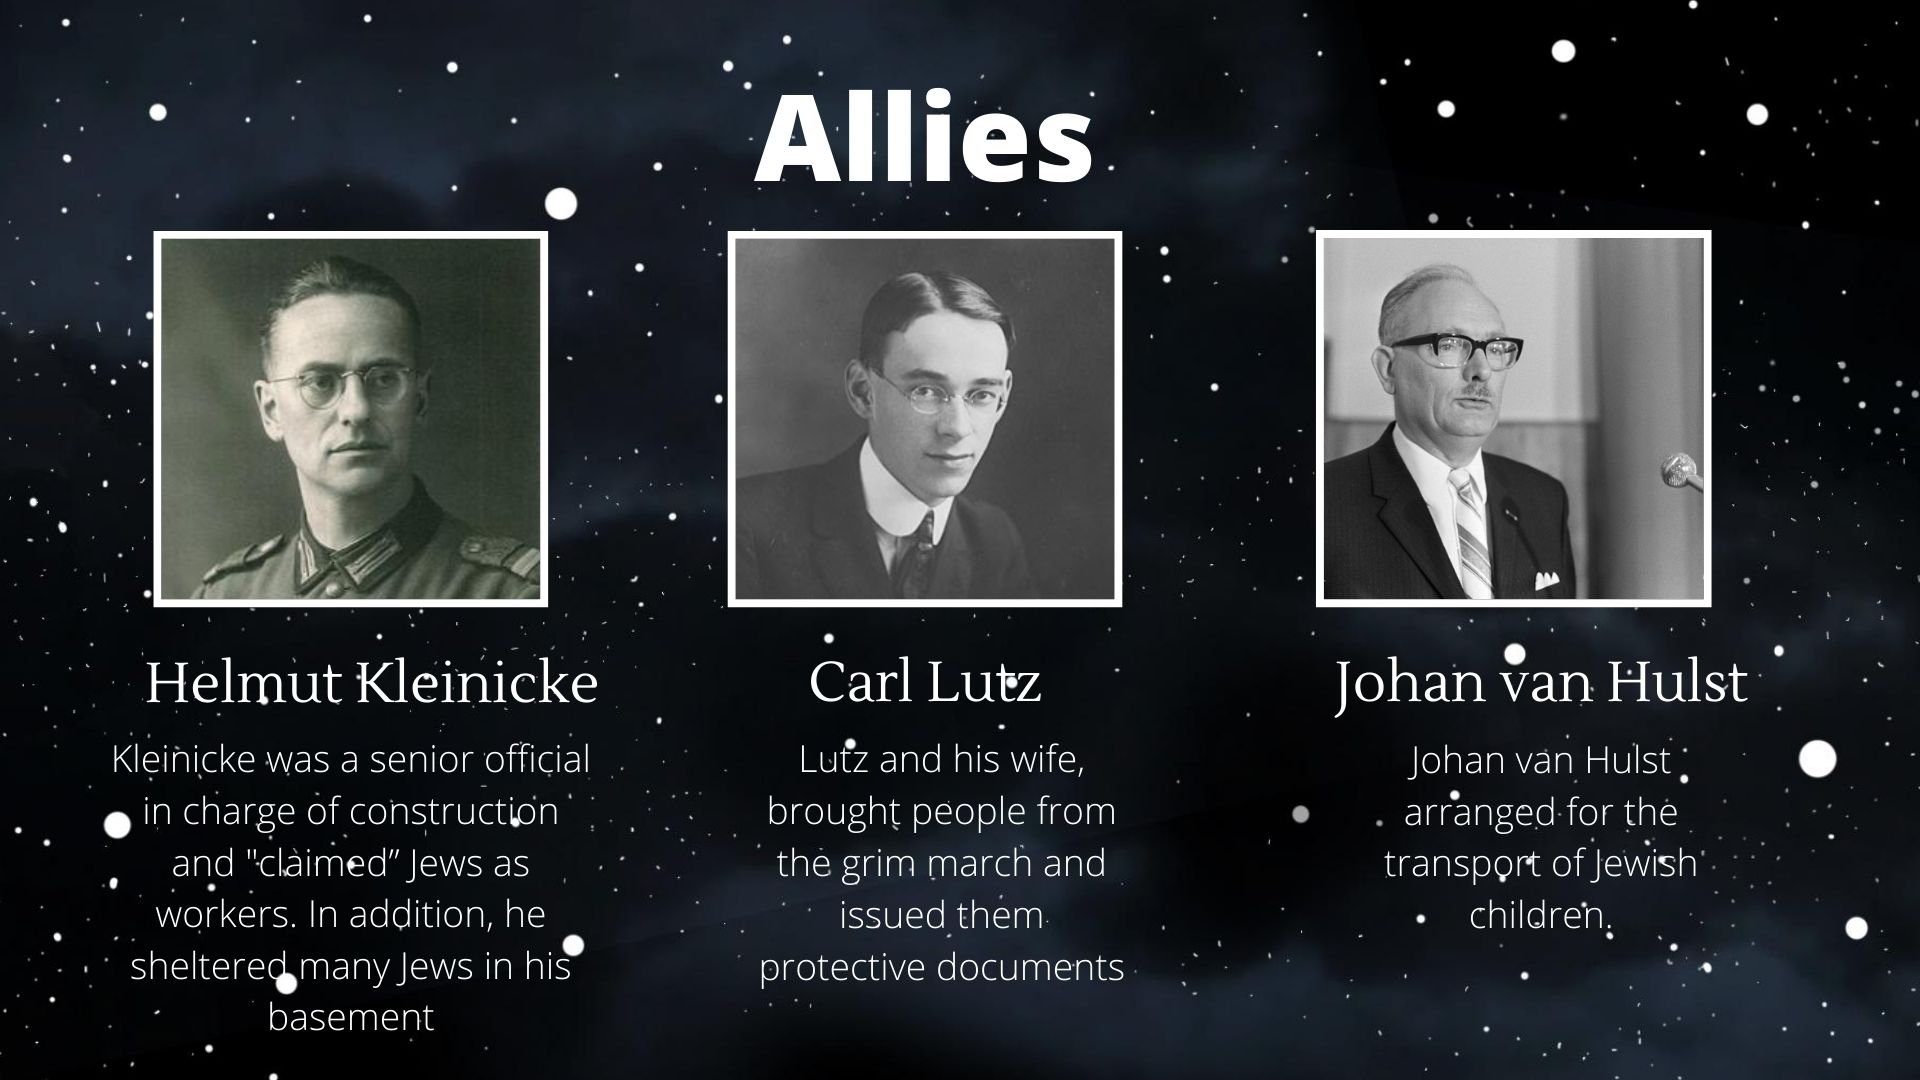 Allies
Helmut Kleinicke
Kleinicke was a senior official
in charge of construction
and "claimed” Jews as
workers. In addition, he
sheltered many Jews in his
basement
Carl Lutz
Lutz and his wife,
brought people from
the grim march and
issued them
protective documents
Johan van Hulst
Johan van Hulst
arranged for the
transport of Jewish
children.